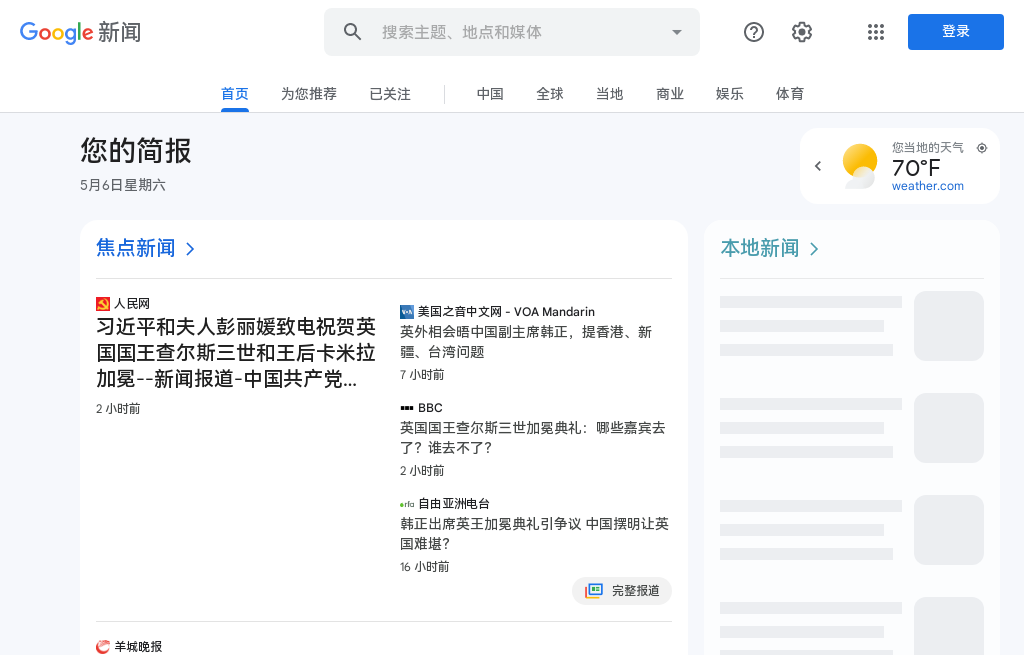 Google 新闻
搜索主题、地点和媒体
登录
首页
为您推荐
已关注
中国
全球
当地
商业
娱乐
体育
您的简报
5月6日星期六
您当地的天气
70°F
weather.com
焦点新闻
人民网
习近平和夫人彭丽媛致电祝贺英
国国王查尔斯三世和王后卡米拉
加冕--新闻报道-中国共产党...
2 小时前
VOA
美国之音中文网 - VOA Mandarin
英外相会晤中国副主席韩正，提香港、新
疆、台湾问题
7 小时前
BBC
英国国王查尔斯三世加冕典礼：哪些嘉宾去
了？谁去不了？
2 小时前
rfa 自由亚洲电台
韩正出席英王加冕典礼引争议 中国摆明让英
国难堪？
16 小时前
完整报道
羊城晚报
本地新闻